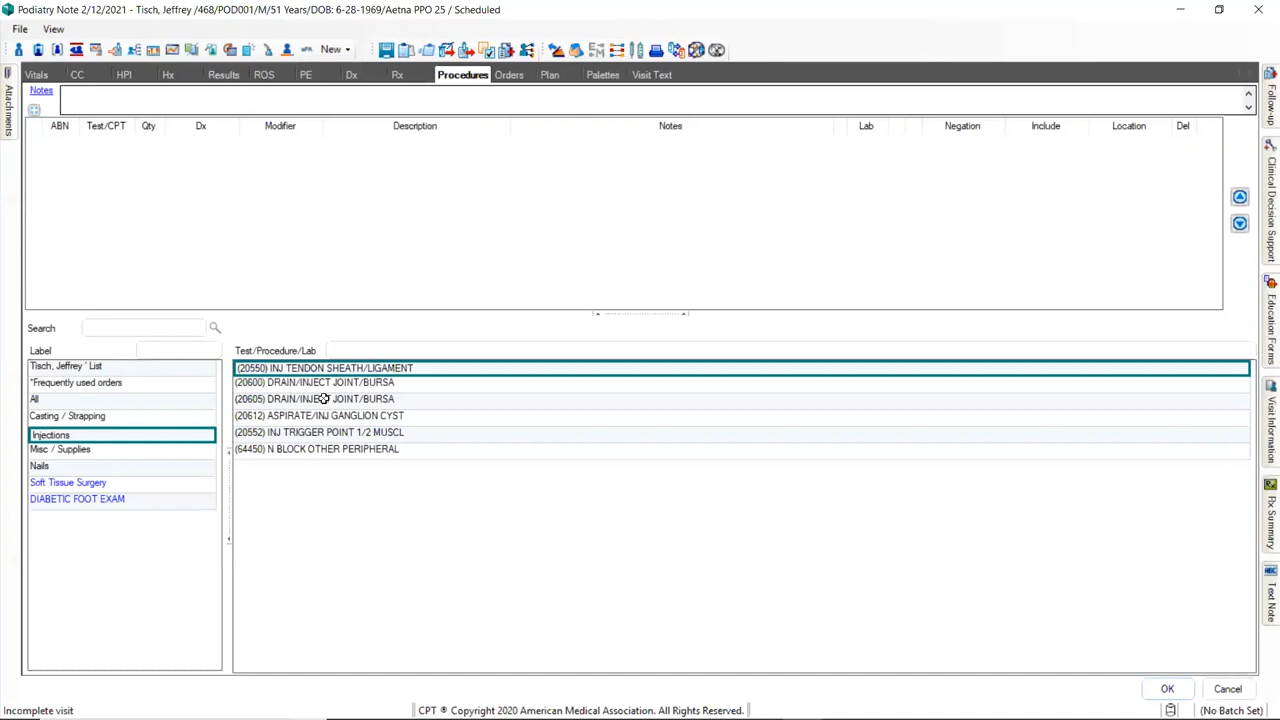 Podiatry Note 2/12/2021 - Tisch, Jeffrey /468/POD001/M/51 Years/DOB: 6-28-1969/Aetna PPO 25 / Scheduled
File View
New
Vitals CC HPI Hx Results ROS PE Dx Rx Procedures Orders Plan Palettes Visit Text
Attachments
Notes
ABN Test/CPT Qty Dx Modifier Description Notes Lab Negation Include Location Del
Follow-up
Clinical Decision Support
Education Forms
Visit Information
Rx Summary
Text Note
Search
Label Test/Procedure/Lab
Tisch, Jeffrey ' List
*Frequently used orders
All
Casting / Strapping
Injections
Misc / Supplies
Nails
Soft Tissue Surgery
DIABETIC FOOT EXAM
(20550) INJ TENDON SHEATH/LIGAMENT
(20600) DRAIN/INJECT JOINT/BURSA
(20605) DRAIN/INJECT JOINT/BURSA
(20612) ASPIRATE/INJ GANGLION CYST
(20552) INJ TRIGGER POINT 1/2 MUSCL
(64450) N BLOCK OTHER PERIPHERAL
OK Cancel
Incomplete visit CPT ® Copyright 2020 American Medical Association. All Rights Reserved. (No Batch Set)